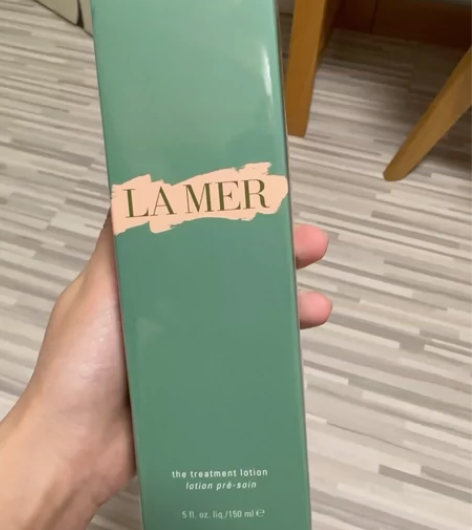 LA MER
the treatment lotion
lotion pré-soin
5 fl. oz. liq./150 ml ℮